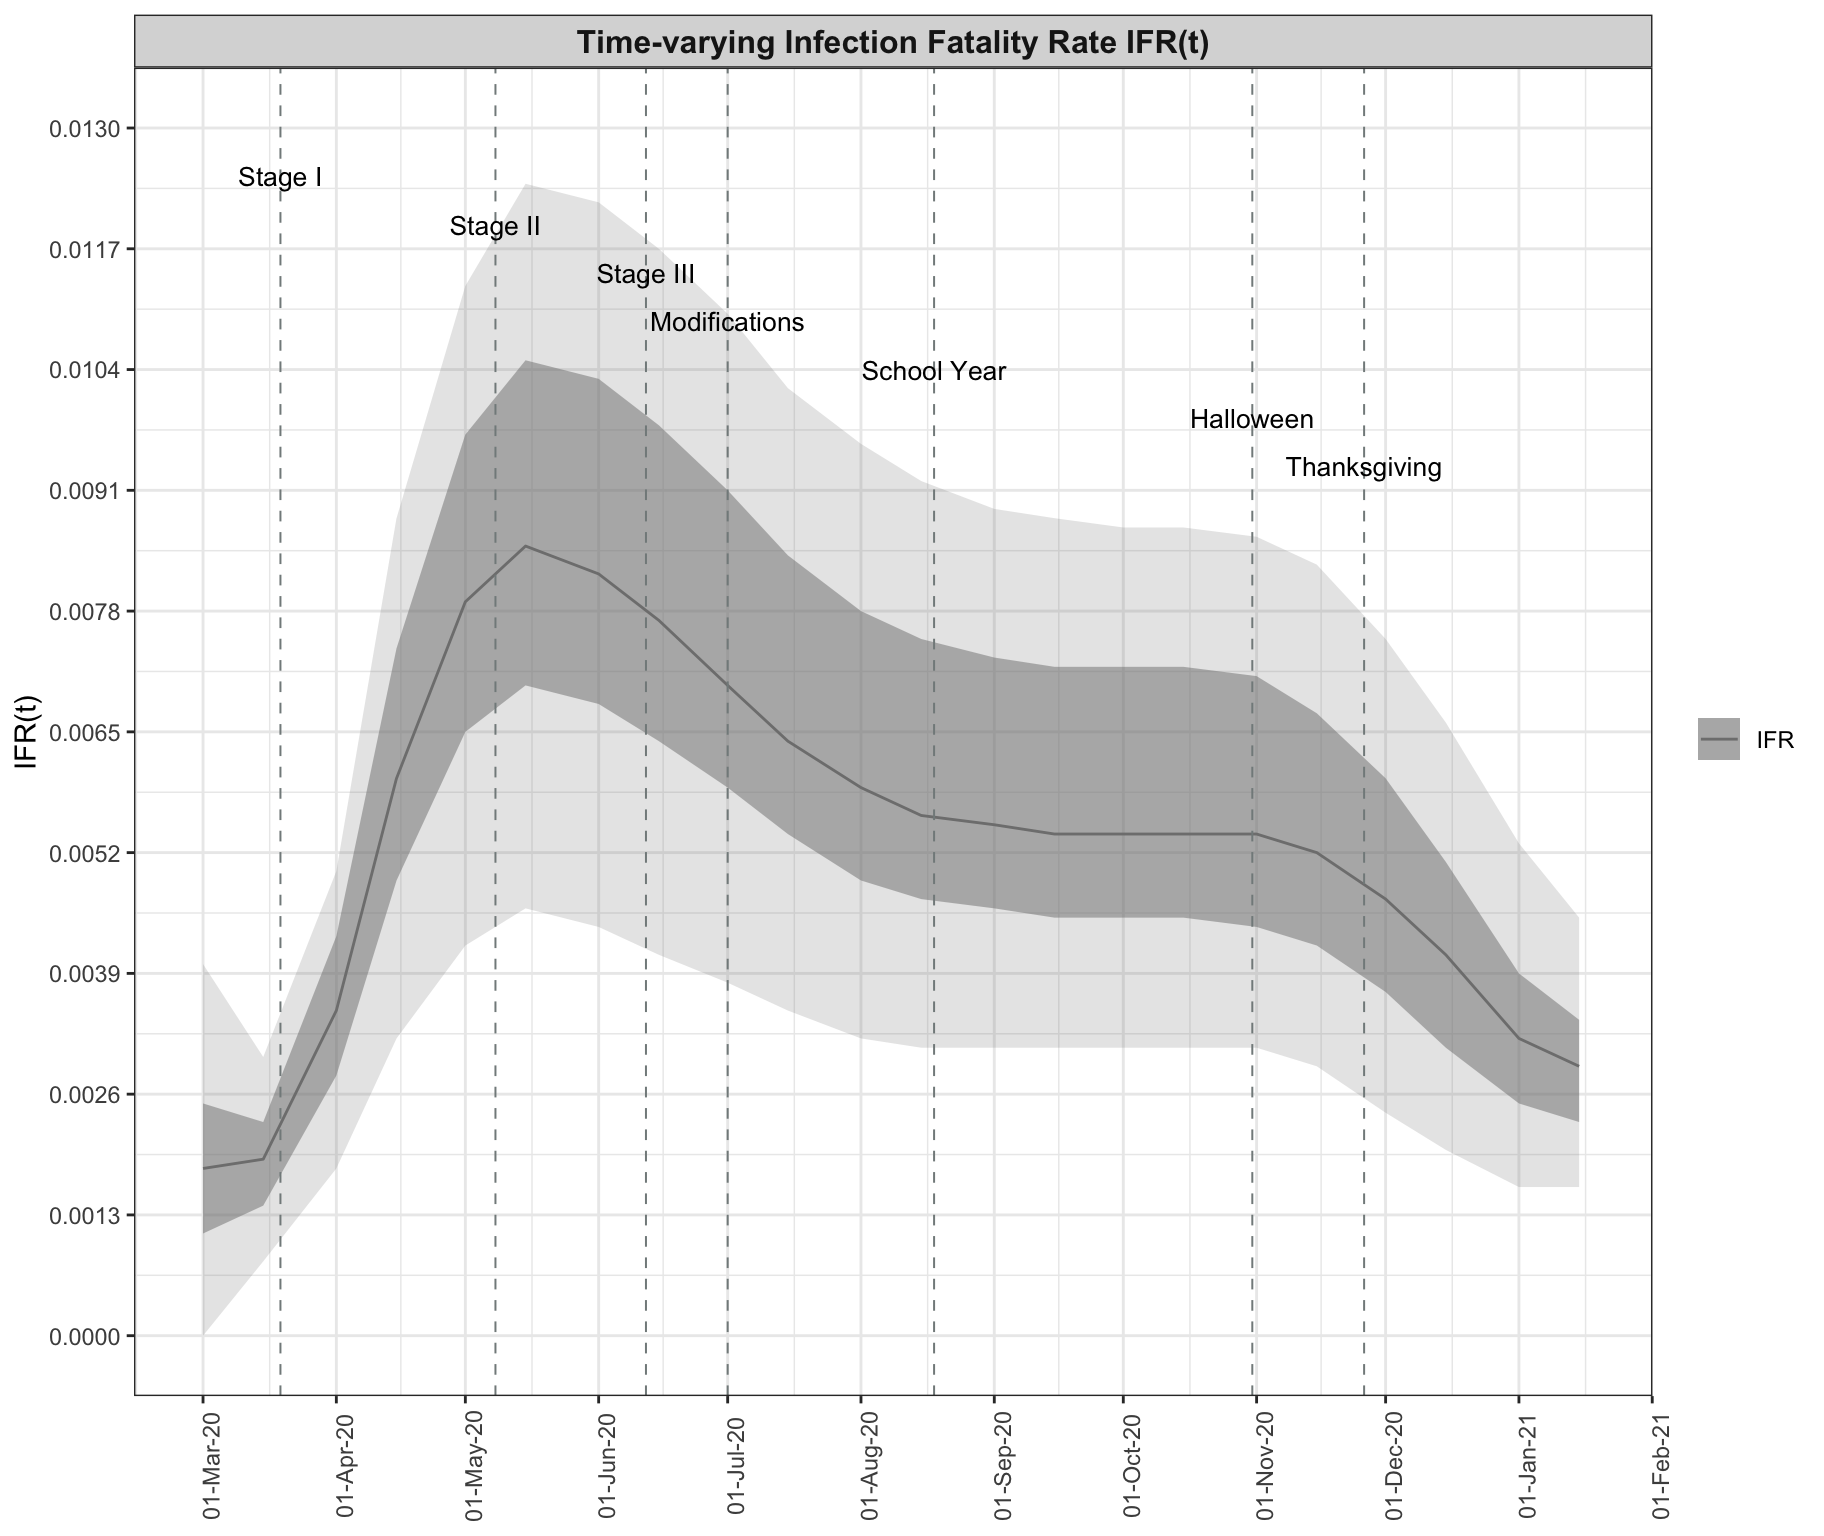 Time-varying Infection Fatality Rate IFR(t)
0.0130
Stage I
Stage II
0.0117
Stage III
Modifications
0.0104
School Year
Halloween
Thanksgiving
0.0091
0.0078
IFR(t)
0.0065
IFR
0.0052
0.0039
0.0026
0.0013
0.0000
01-Mar-20
01-Apr-20
01-May-20
01-Jun-20
01-Jul-20
01-Aug-20
01-Sep-20
01-Oct-20
01-Nov-20
01-Dec-20
01-Jan-21
01-Feb-21